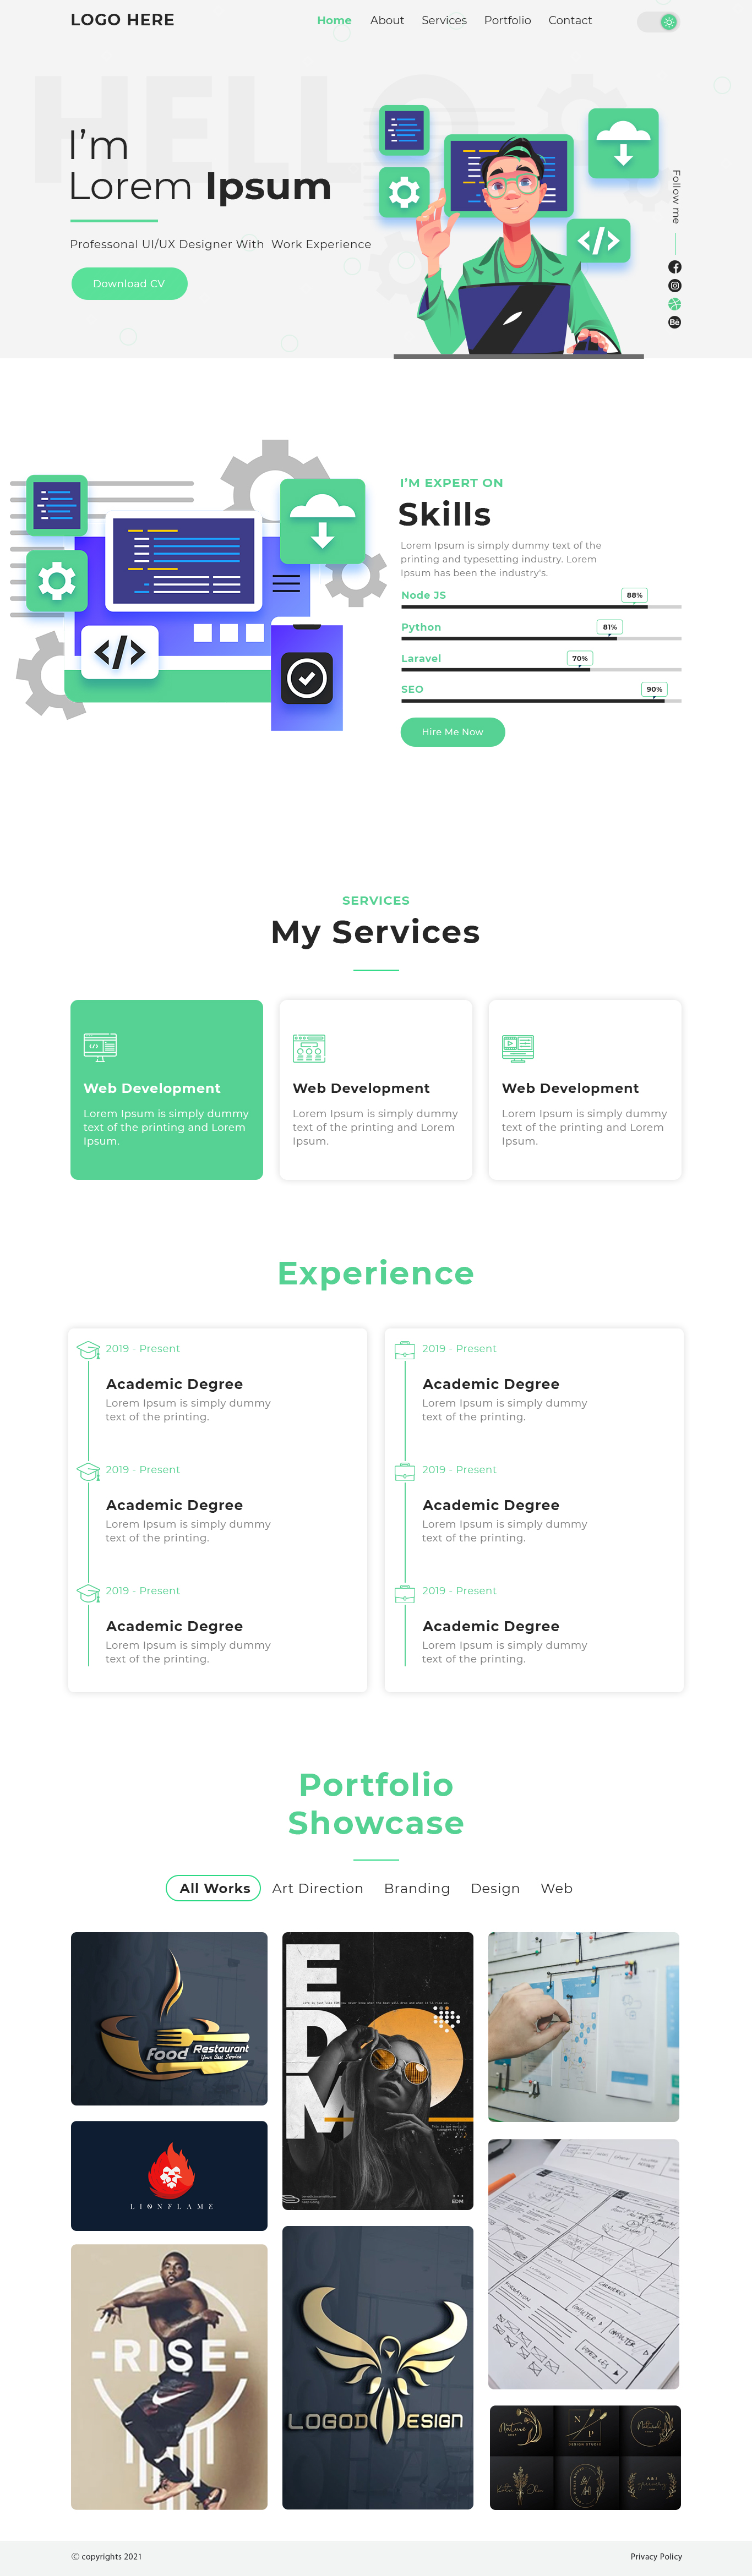 LOGO HERE
Home About Services Portfolio Contact
HELLO
I'm
Lorem Ipsum
Professonal UI/UX Designer With Work Experience
Download CV
Follow me
I'M EXPERT ON
Skills
Lorem Ipsum is simply dummy text of the
printing and typesetting industry. Lorem
Ipsum has been the industry's.
Node JS 88%
Python 81%
Laravel 70%
SEO 90%
Hire Me Now
SERVICES
My Services
Web Development
Lorem Ipsum is simply dummy
text of the printing and Lorem
Ipsum.
Web Development
Lorem Ipsum is simply dummy
text of the printing and Lorem
Ipsum.
Web Development
Lorem Ipsum is simply dummy
text of the printing and Lorem
Ipsum.
Experience
2019 - Present
Academic Degree
Lorem Ipsum is simply dummy
text of the printing.
2019 - Present
Academic Degree
Lorem Ipsum is simply dummy
text of the printing.
2019 - Present
Academic Degree
Lorem Ipsum is simply dummy
text of the printing.
2019 - Present
Academic Degree
Lorem Ipsum is simply dummy
text of the printing.
2019 - Present
Academic Degree
Lorem Ipsum is simply dummy
text of the printing.
2019 - Present
Academic Degree
Lorem Ipsum is simply dummy
text of the printing.
Portfolio
Showcase
All Works Art Direction Branding Design Web
Food Restaurant
Your Best Service
LIONFLAME
-RISE-
EDM
EDM
LOGODESIGN
Nature
N P
DESIGN STUDIO
Natural
A H
© copyrights 2021
Privacy Policy